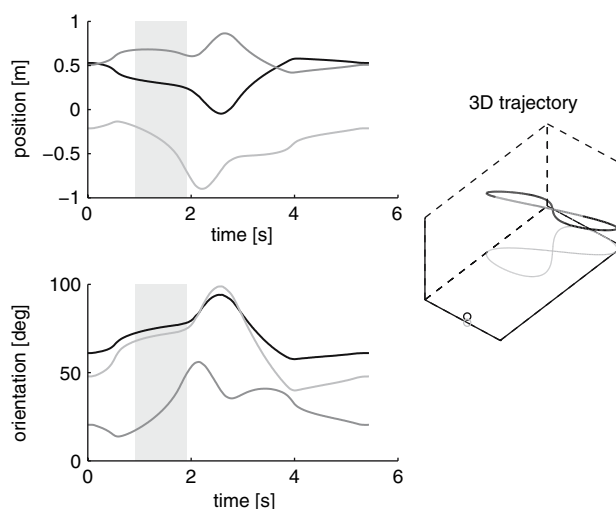 1
0.5
0
−0.5
−1
position [m]
0 2 4 6
time [s]
3D trajectory
100
50
0
orientation [deg]
0 2 4 6
time [s]